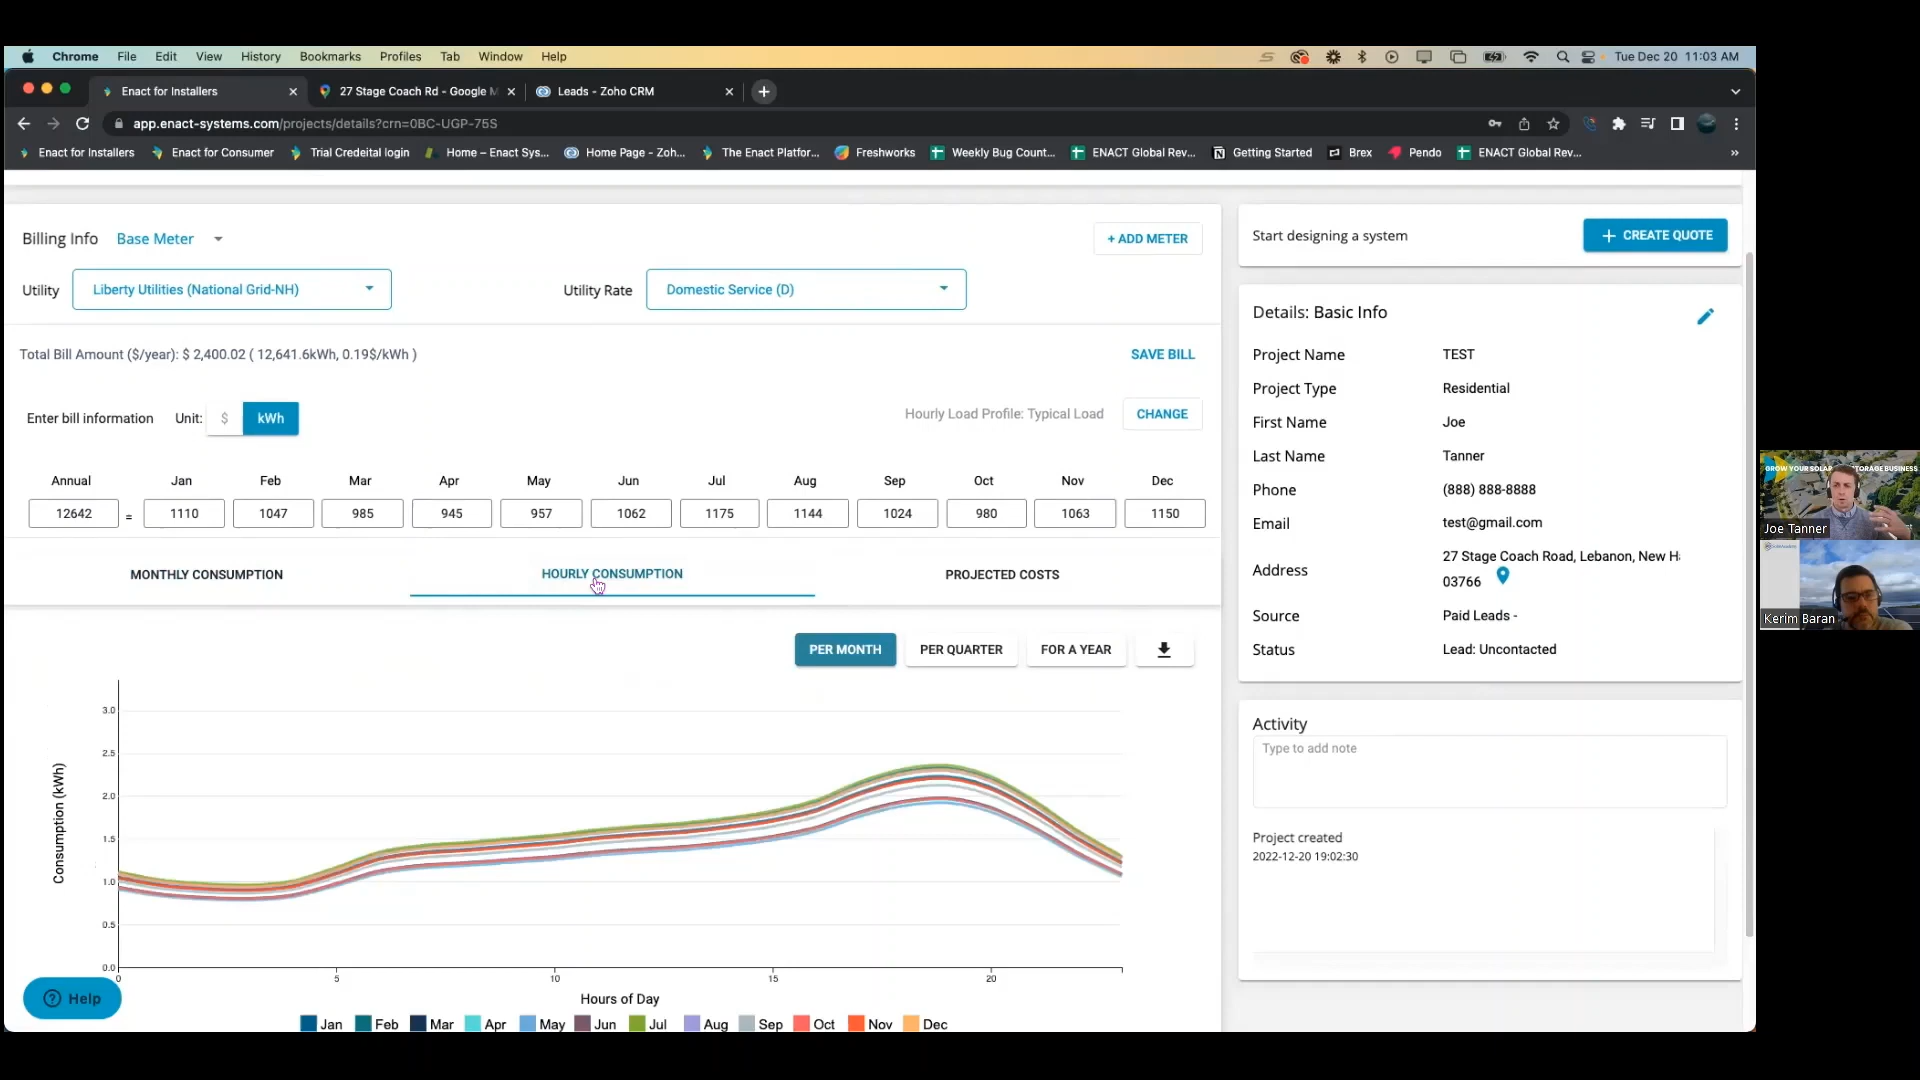 Chrome File Edit View History Bookmarks Profiles Tab Window Help Tue Dec 20 11:03 AM
Enact for Installers 27 Stage Coach Rd - Google M Leads - Zoho CRM
app.enact-systems.com/projects/details?crn=0BC-UGP-75S
Enact for Installers Enact for Consumer Trial Credeital login Home – Enact Sys... Home Page - Zoh... The Enact Platfor... Freshworks Weekly Bug Count... ENACT Global Rev... Getting Started Brex Pendo ENACT Global Rev... »
Billing Info Base Meter + ADD METER
Utility Liberty Utilities (National Grid-NH) Utility Rate Domestic Service (D)
Total Bill Amount ($/year): $ 2,400.02 ( 12,641.6kWh, 0.19$/kWh ) SAVE BILL
Enter bill information Unit: $ kWh Hourly Load Profile: Typical Load CHANGE
Annual Jan Feb Mar Apr May Jun Jul Aug Sep Oct Nov Dec
12642 = 1110 1047 985 945 957 1062 1175 1144 1024 980 1063 1150
MONTHLY CONSUMPTION HOURLY CONSUMPTION PROJECTED COSTS
PER MONTH PER QUARTER FOR A YEAR
Consumption (kWh)
3.0
2.5
2.0
1.5
1.0
0.5
0.0
0 5 10 15 20
Hours of Day
Jan Feb Mar Apr May Jun Jul Aug Sep Oct Nov Dec
Help
Start designing a system + CREATE QUOTE
Details: Basic Info
Project Name TEST
Project Type Residential
First Name Joe
Last Name Tanner
Phone (888) 888-8888
Email test@gmail.com
Address 27 Stage Coach Road, Lebanon, New H
03766
Source Paid Leads -
Status Lead: Uncontacted
Activity
Type to add note
Project created
2022-12-20 19:02:30
GROW YOUR SOLAR STORAGE BUSINESS
Joe Tanner
Kerim Baran